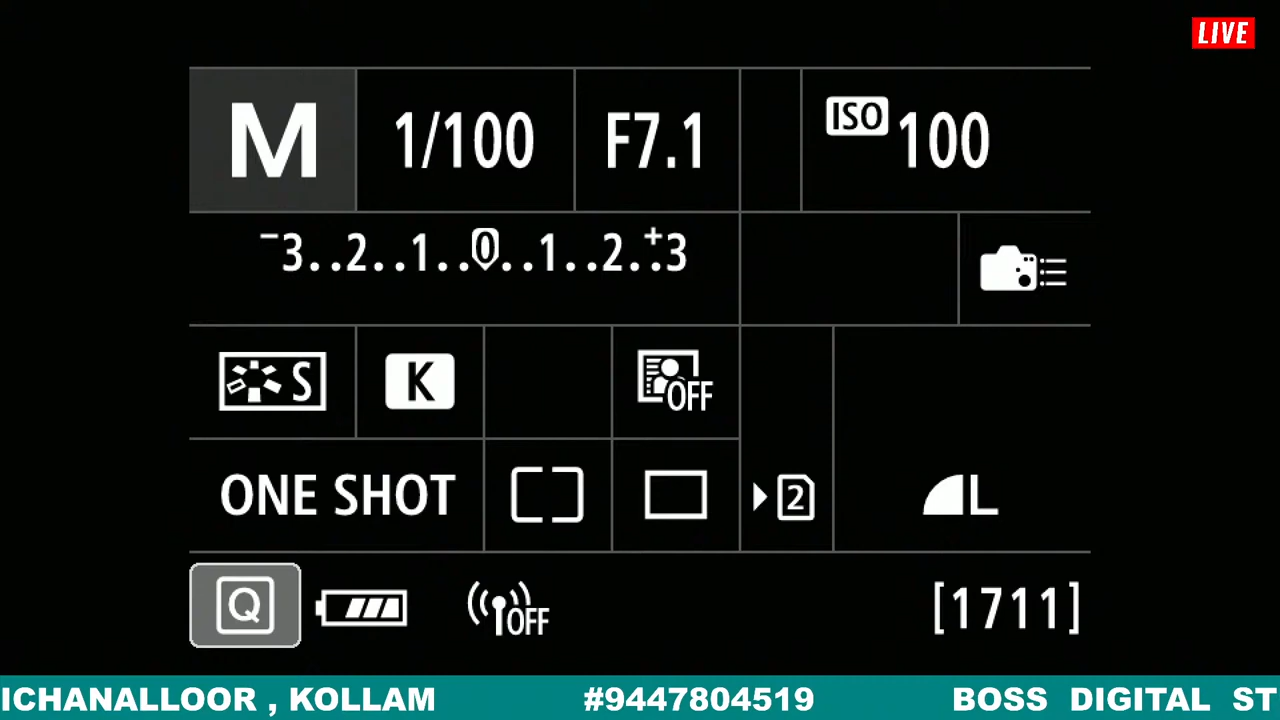 LIVE
M 1/100 F7.1 ISO 100
-3..2..1..0..1..2..+3
S K OFF
ONE SHOT 2 L
Q OFF [1711]
ICHANALLOOR , KOLLAM #9447804519 BOSS DIGITAL ST